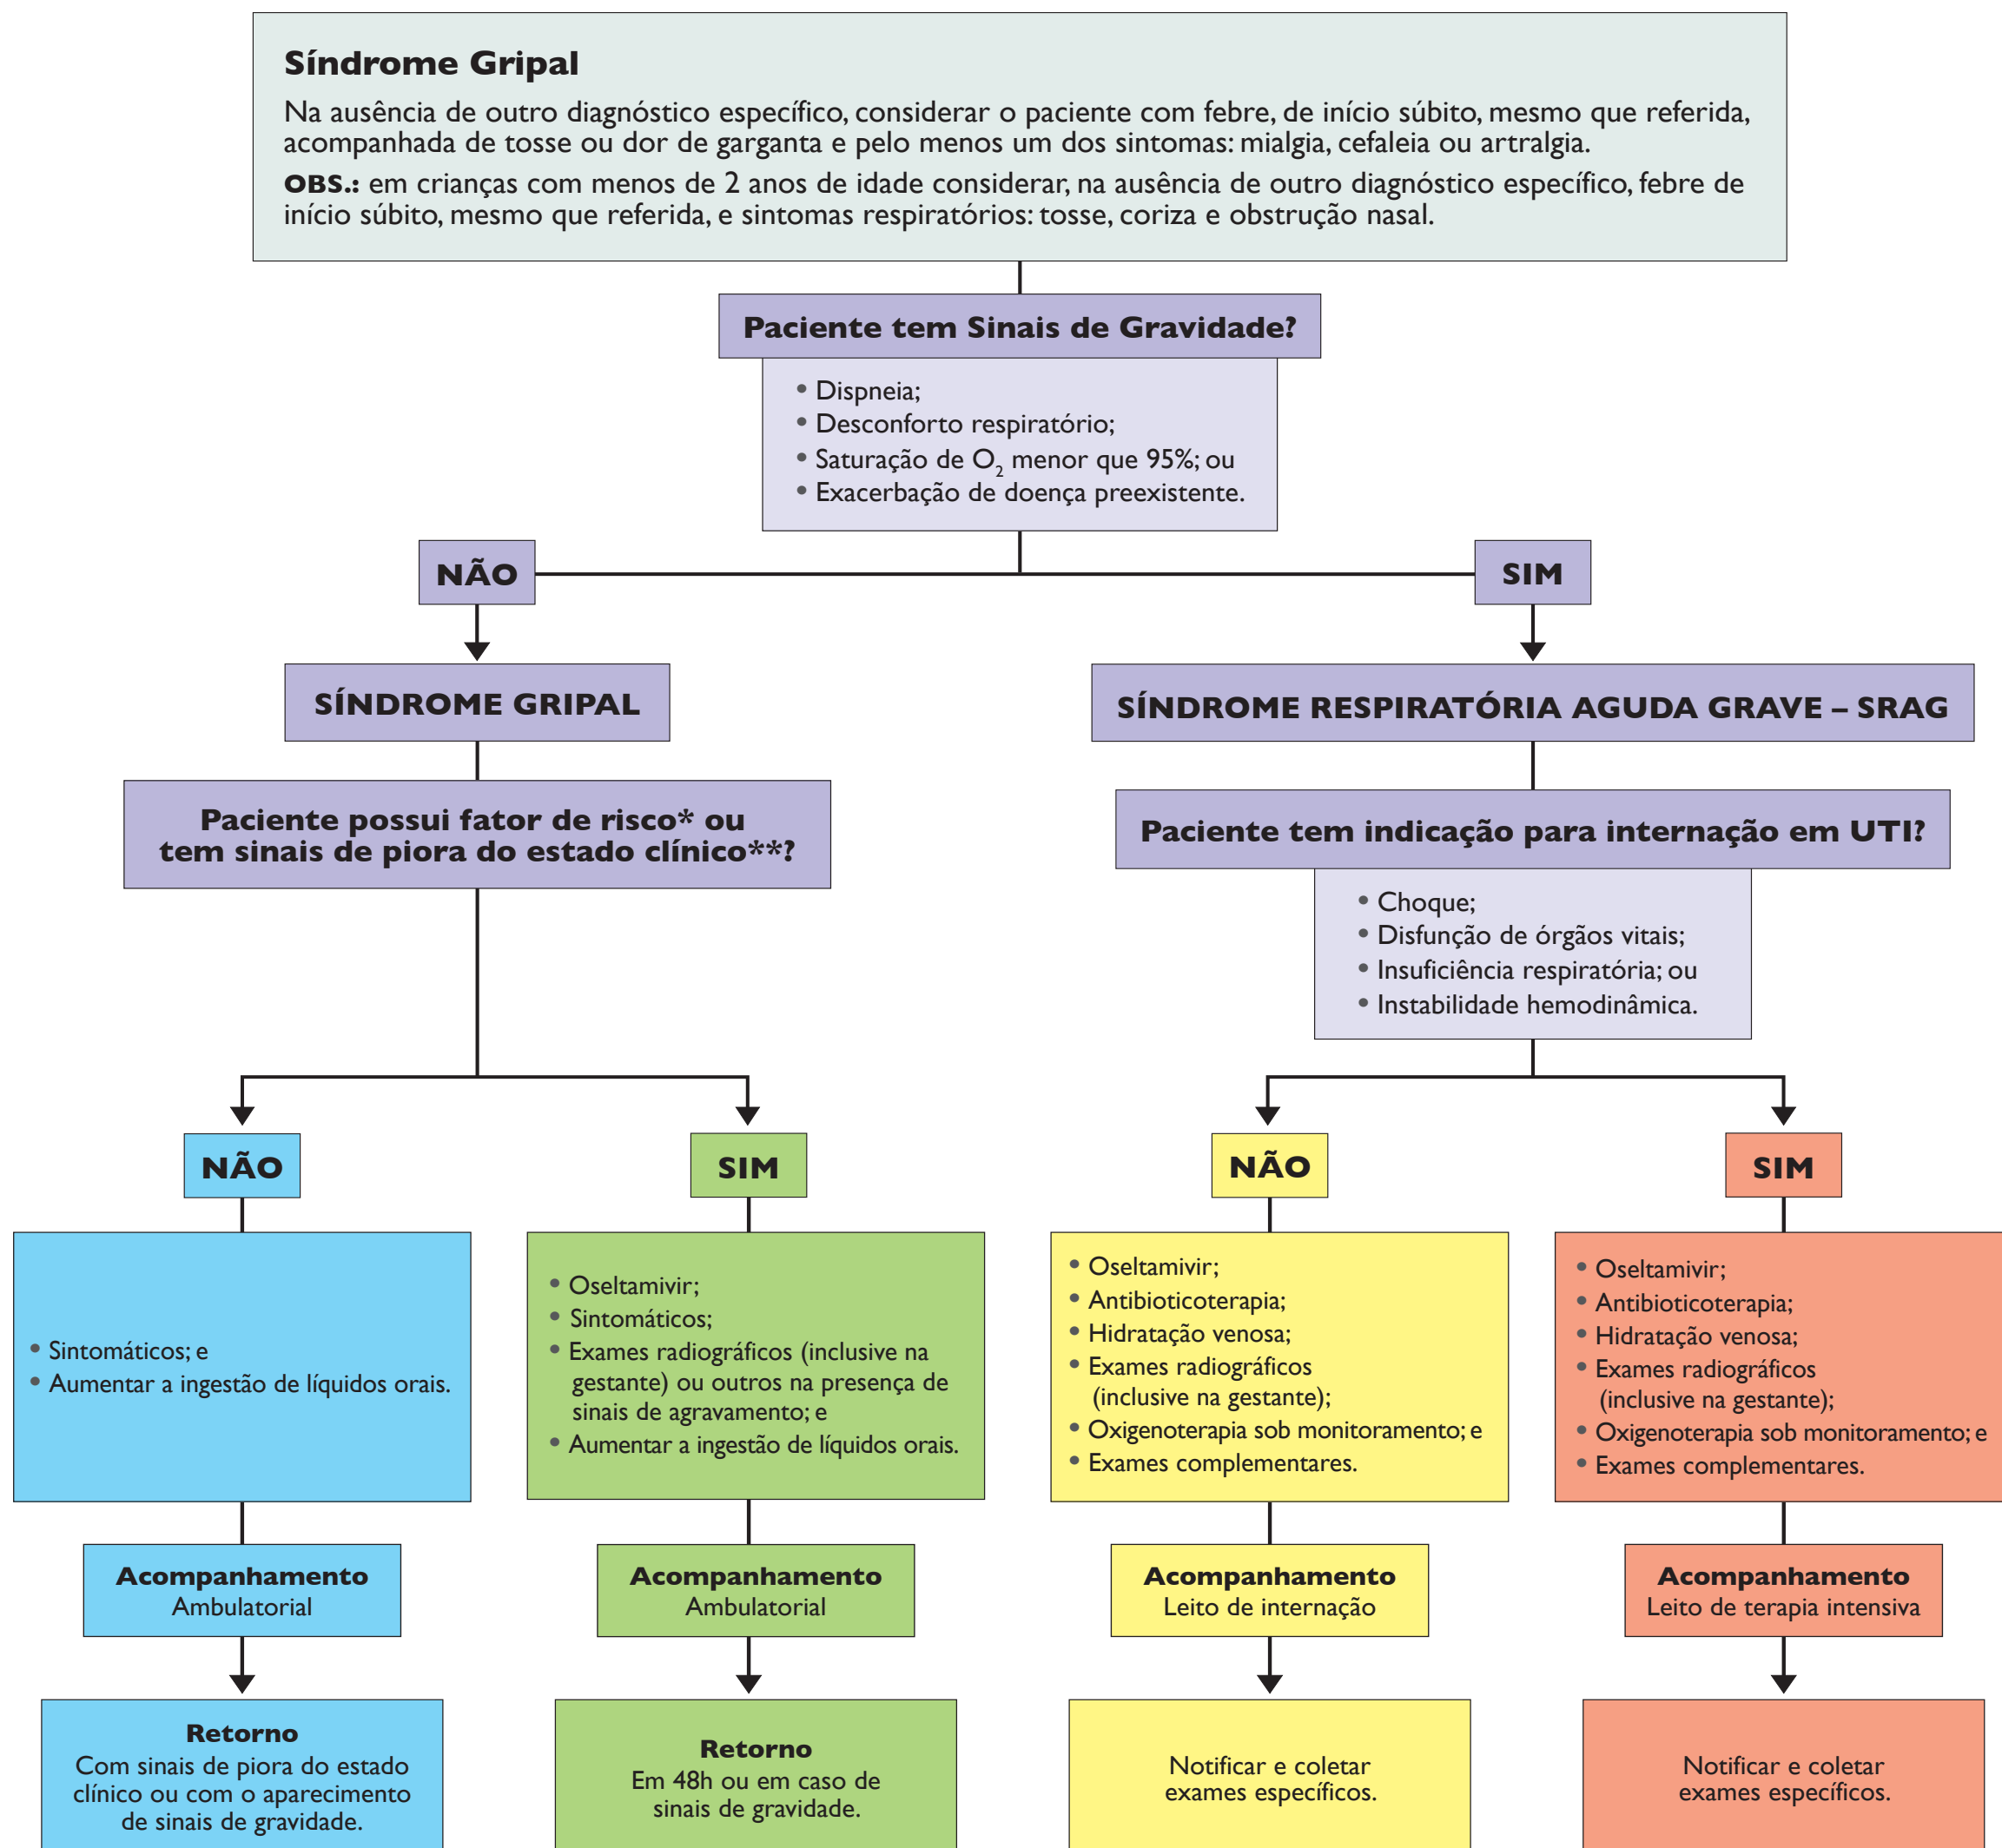 Síndrome Gripal
Na ausência de outro diagnóstico específico, considerar o paciente com febre, de início súbito, mesmo que referida,
acompanhada de tosse ou dor de garganta e pelo menos um dos sintomas: mialgia, cefaleia ou artralgia.
OBS.: em crianças com menos de 2 anos de idade considerar, na ausência de outro diagnóstico específico, febre de
início súbito, mesmo que referida, e sintomas respiratórios: tosse, coriza e obstrução nasal.
Paciente tem Sinais de Gravidade?
• Dispneia;
• Desconforto respiratório;
• Saturação de O₂ menor que 95%; ou
• Exacerbação de doença preexistente.
NÃO
SIM
SÍNDROME GRIPAL
SÍNDROME RESPIRATÓRIA AGUDA GRAVE – SRAG
Paciente possui fator de risco* ou
tem sinais de piora do estado clínico**?
Paciente tem indicação para internação em UTI?
• Choque;
• Disfunção de órgãos vitais;
• Insuficiência respiratória; ou
• Instabilidade hemodinâmica.
NÃO
SIM
NÃO
SIM
• Sintomáticos; e
• Aumentar a ingestão de líquidos orais.
• Oseltamivir;
• Sintomáticos;
• Exames radiográficos (inclusive na
gestante) ou outros na presença de
sinais de agravamento; e
• Aumentar a ingestão de líquidos orais.
• Oseltamivir;
• Antibioticoterapia;
• Hidratação venosa;
• Exames radiográficos
(inclusive na gestante);
• Oxigenoterapia sob monitoramento; e
• Exames complementares.
• Oseltamivir;
• Antibioticoterapia;
• Hidratação venosa;
• Exames radiográficos
(inclusive na gestante);
• Oxigenoterapia sob monitoramento; e
• Exames complementares.
Acompanhamento
Ambulatorial
Acompanhamento
Ambulatorial
Acompanhamento
Leito de internação
Acompanhamento
Leito de terapia intensiva
Retorno
Com sinais de piora do estado
clínico ou com o aparecimento
de sinais de gravidade.
Retorno
Em 48h ou em caso de
sinais de gravidade.
Notificar e coletar
exames específicos.
Notificar e coletar
exames específicos.